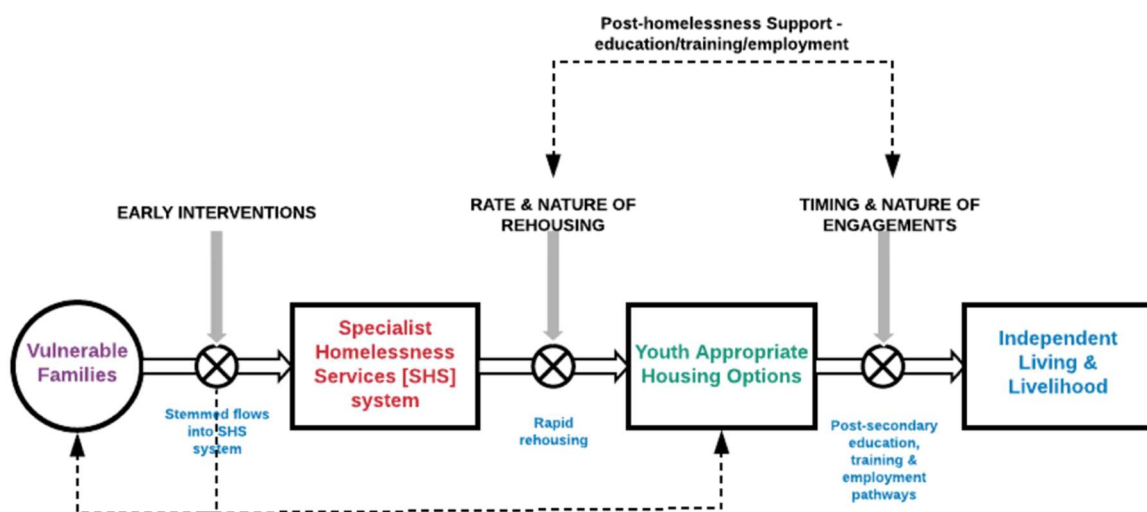 Post-homelessness Support -
education/training/employment
EARLY INTERVENTIONS
RATE & NATURE OF
REHOUSING
TIMING & NATURE OF
ENGAGEMENTS
Vulnerable
Families
Stemmed flows
into SHS
system
Specialist
Homelessness
Services [SHS]
system
Rapid
rehousing
Youth Appropriate
Housing Options
Post-secondary
education,
training &
employment
pathways
Independent
Living &
Livelihood